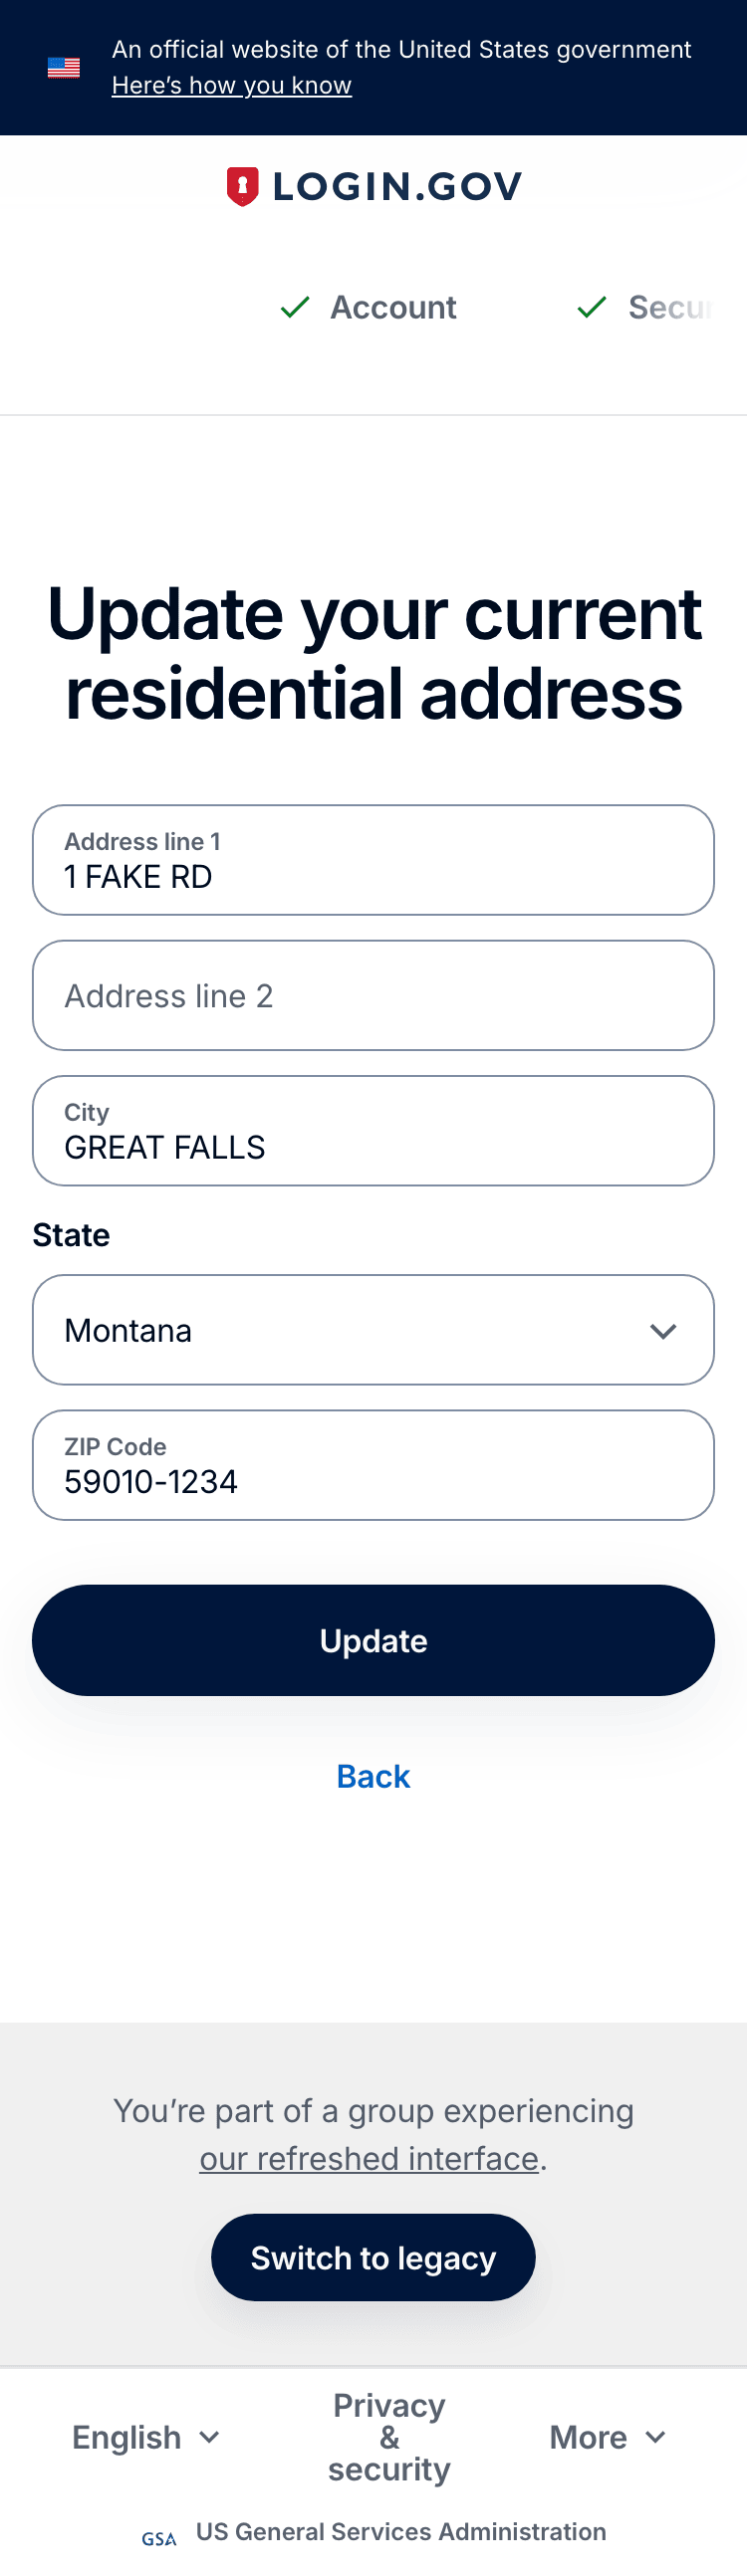 An official website of the United States government
Here’s how you know
LOGIN.GOV
Account
Secur
Update your current
residential address
Address line 1
1 FAKE RD
Address line 2
City
GREAT FALLS
State
Montana
ZIP Code
59010-1234
Update
Back
You’re part of a group experiencing
our refreshed interface.
Switch to legacy
English
Privacy
&
security
More
GSA US General Services Administration